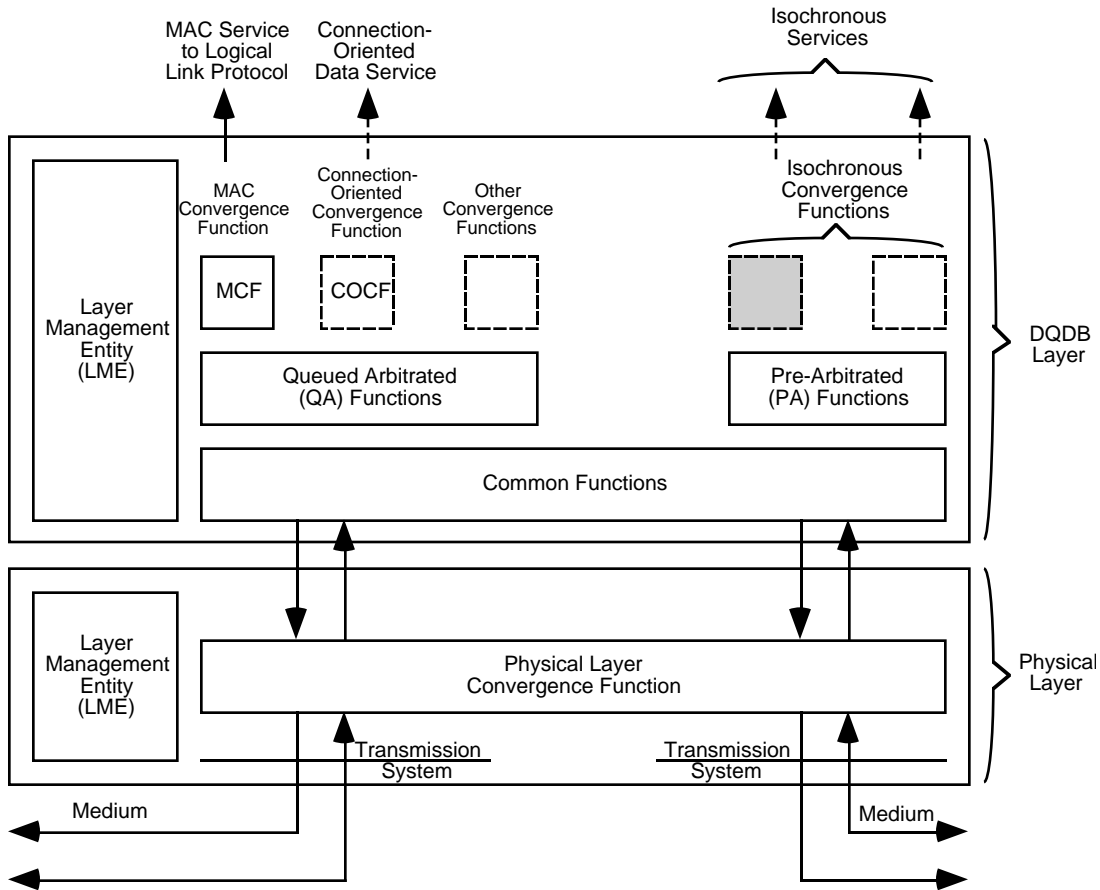 MAC Service
to Logical
Link Protocol
Connection-
Oriented
Data Service
Isochronous
Services
MAC
Convergence
Function
Connection-
Oriented
Convergence
Function
Other
Convergence
Functions
Isochronous
Convergence
Functions
MCF
COCF
Layer
Management
Entity
(LME)
Queued Arbitrated
(QA) Functions
Pre-Arbitrated
(PA) Functions
DQDB
Layer
Common Functions
Layer
Management
Entity
(LME)
Physical Layer
Convergence Function
Physical
Layer
Transmission
System
Transmission
System
Medium
Medium